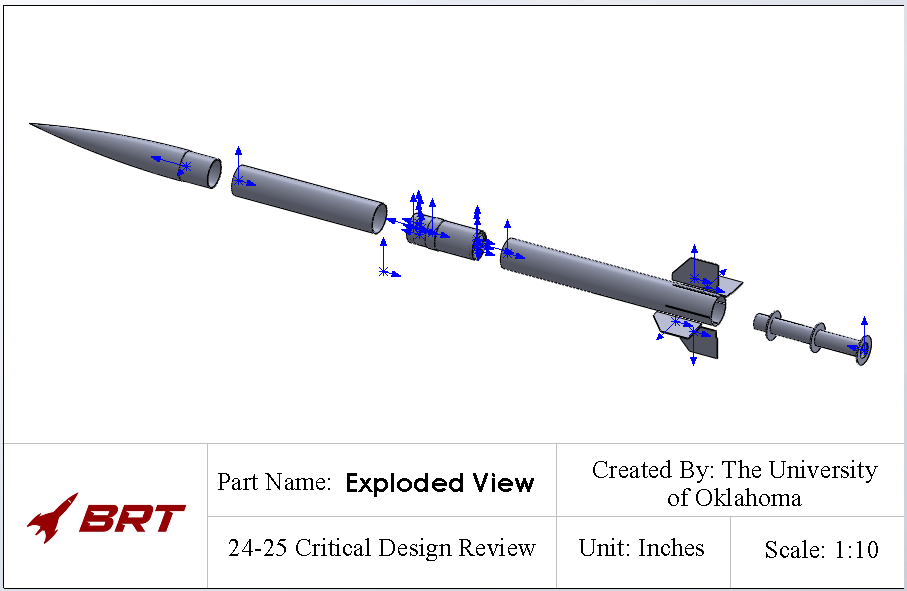 Part Name: Exploded View
Created By: The University
of Oklahoma
BRT
24-25 Critical Design Review
Unit: Inches
Scale: 1:10